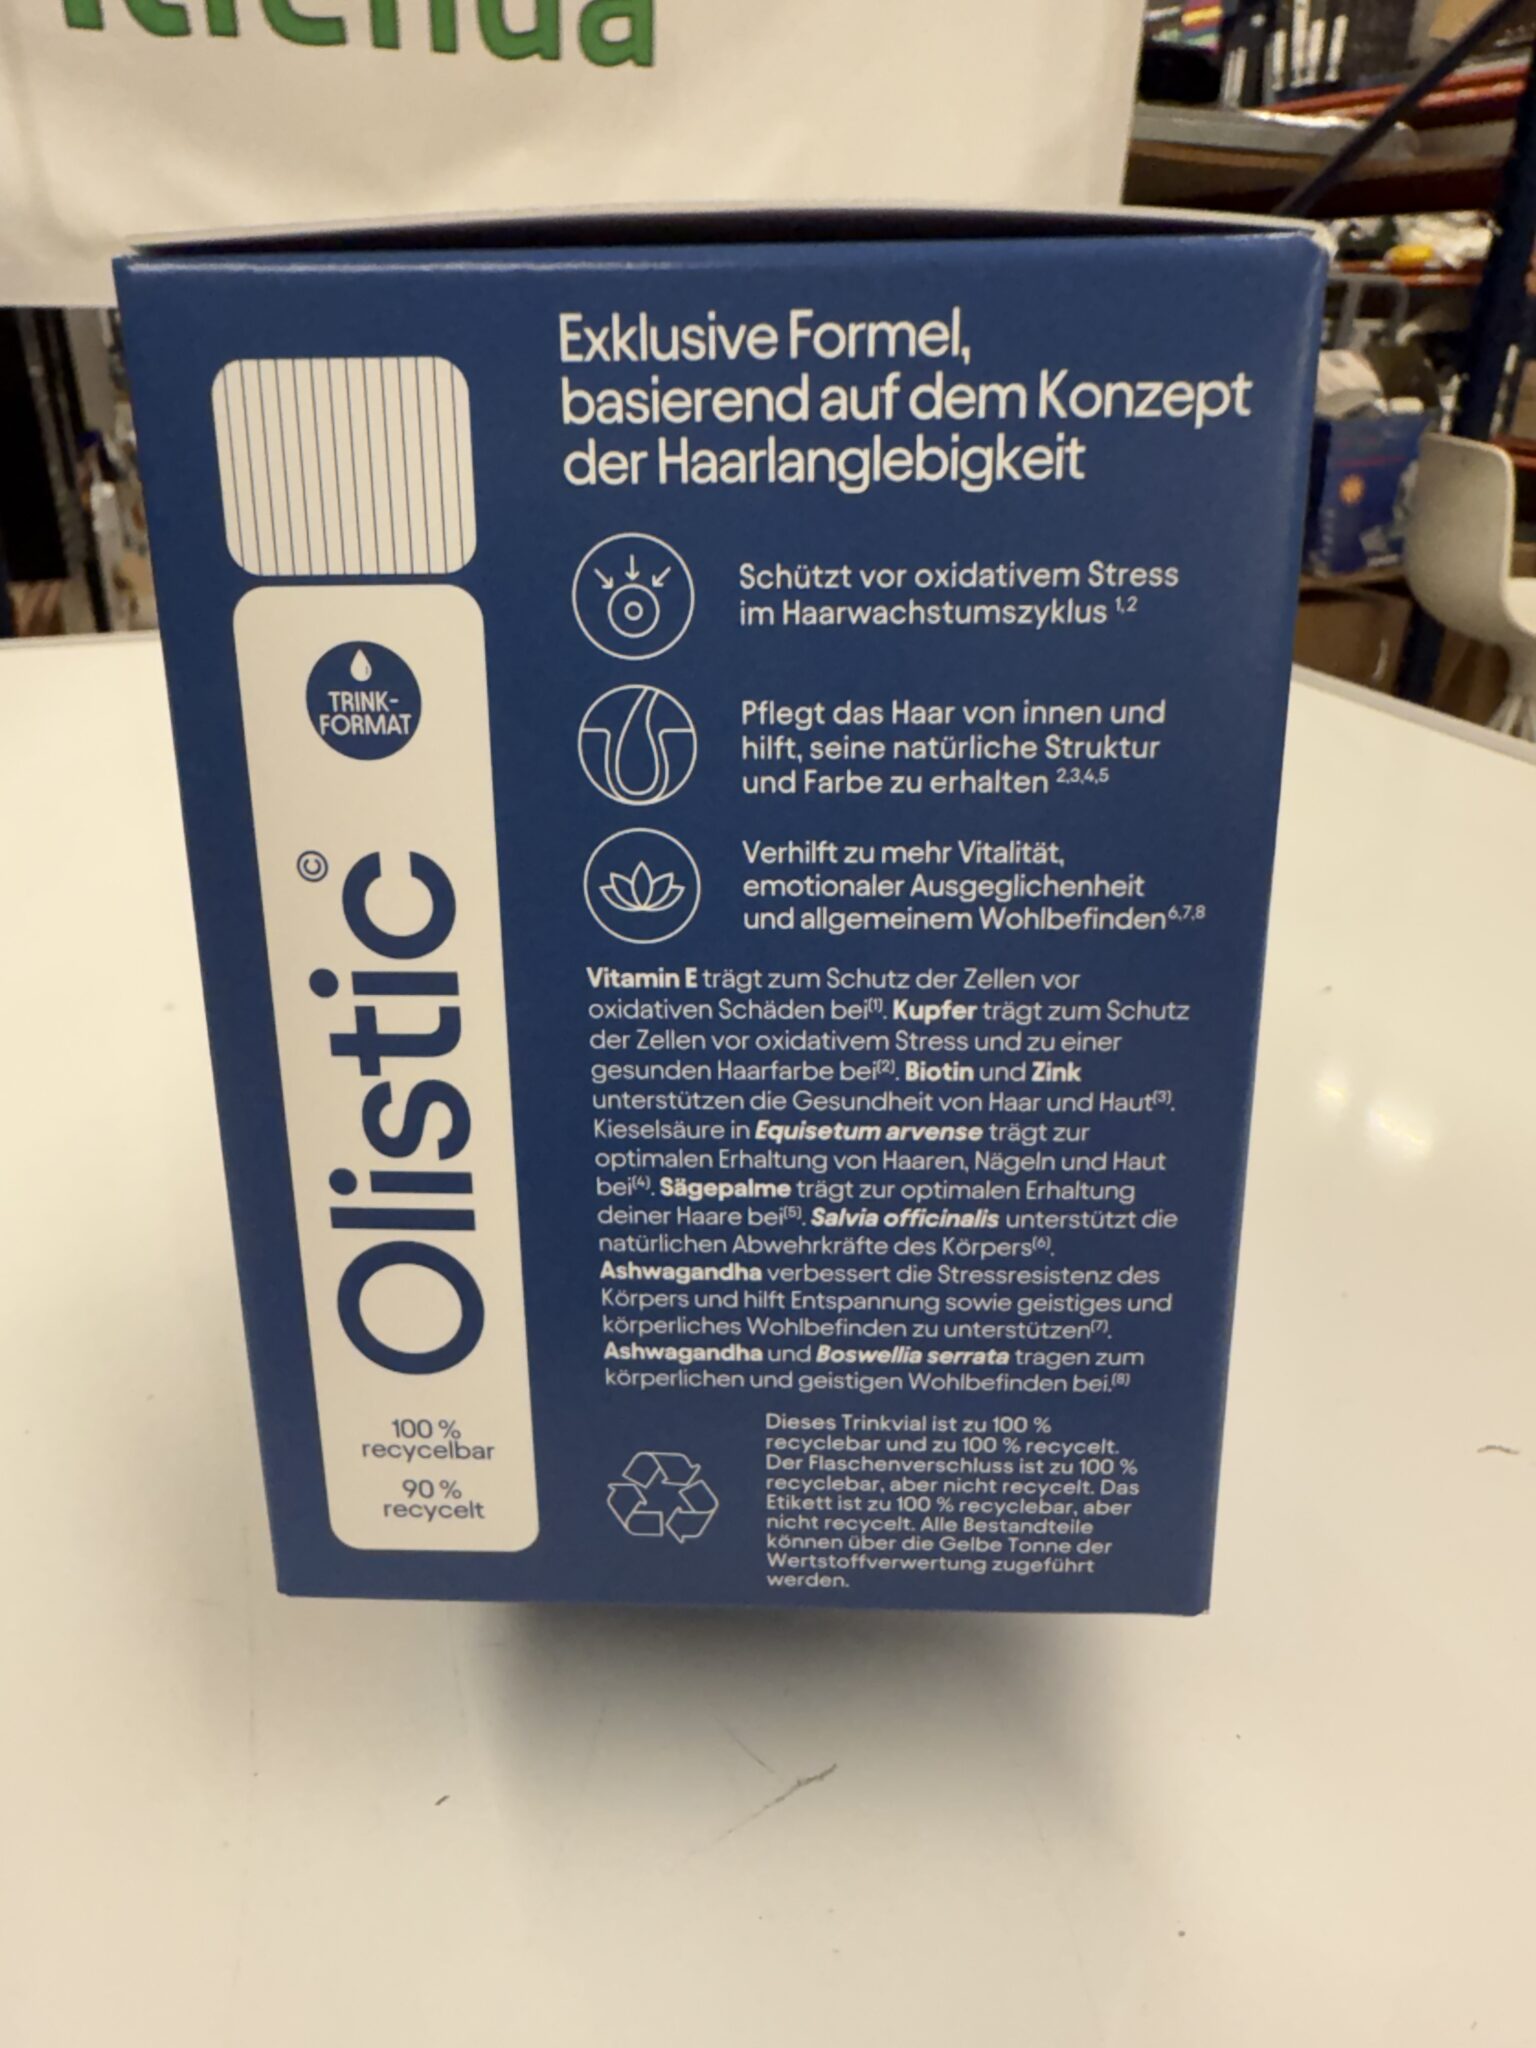 Exklusive Formel,
basierend auf dem Konzept
der Haarlanglebigkeit
Schützt vor oxidativem Stress
im Haarwachstumszyklus 1,2
Pflegt das Haar von innen und
hilft, seine natürliche Struktur
und Farbe zu erhalten 2,3,4,5
Verhilft zu mehr Vitalität,
emotionaler Ausgeglichenheit
und allgemeinem Wohlbefinden6,7,8
Vitamin E trägt zum Schutz der Zellen vor
oxidativen Schäden bei(1). Kupfer trägt zum Schutz
der Zellen vor oxidativem Stress und zu einer
gesunden Haarfarbe bei(2). Biotin und Zink
unterstützen die Gesundheit von Haar und Haut(3).
Kieselsäure in Equisetum arvense trägt zur
optimalen Erhaltung von Haaren, Nägeln und Haut
bei(4). Sägepalme trägt zur optimalen Erhaltung
deiner Haare bei(5). Salvia officinalis unterstützt die
natürlichen Abwehrkräfte des Körpers(6).
Ashwagandha verbessert die Stressresistenz des
Körpers und hilft Entspannung sowie geistiges und
körperliches Wohlbefinden zu unterstützen(7).
Ashwagandha und Boswellia serrata tragen zum
körperlichen und geistigen Wohlbefinden bei.(8)
Dieses Trinkvial ist zu 100 %
recyclebar und zu 100 % recycelt.
Der Flaschenverschluss ist zu 100 %
recyclebar, aber nicht recycelt. Das
Etikett ist zu 100 % recyclebar, aber
nicht recycelt. Alle Bestandteile
können über die Gelbe Tonne der
Wertstoffverwertung zugeführt
werden.
TRINK-
FORMAT
Olistic©
100 %
recycelbar
90 %
recycelt